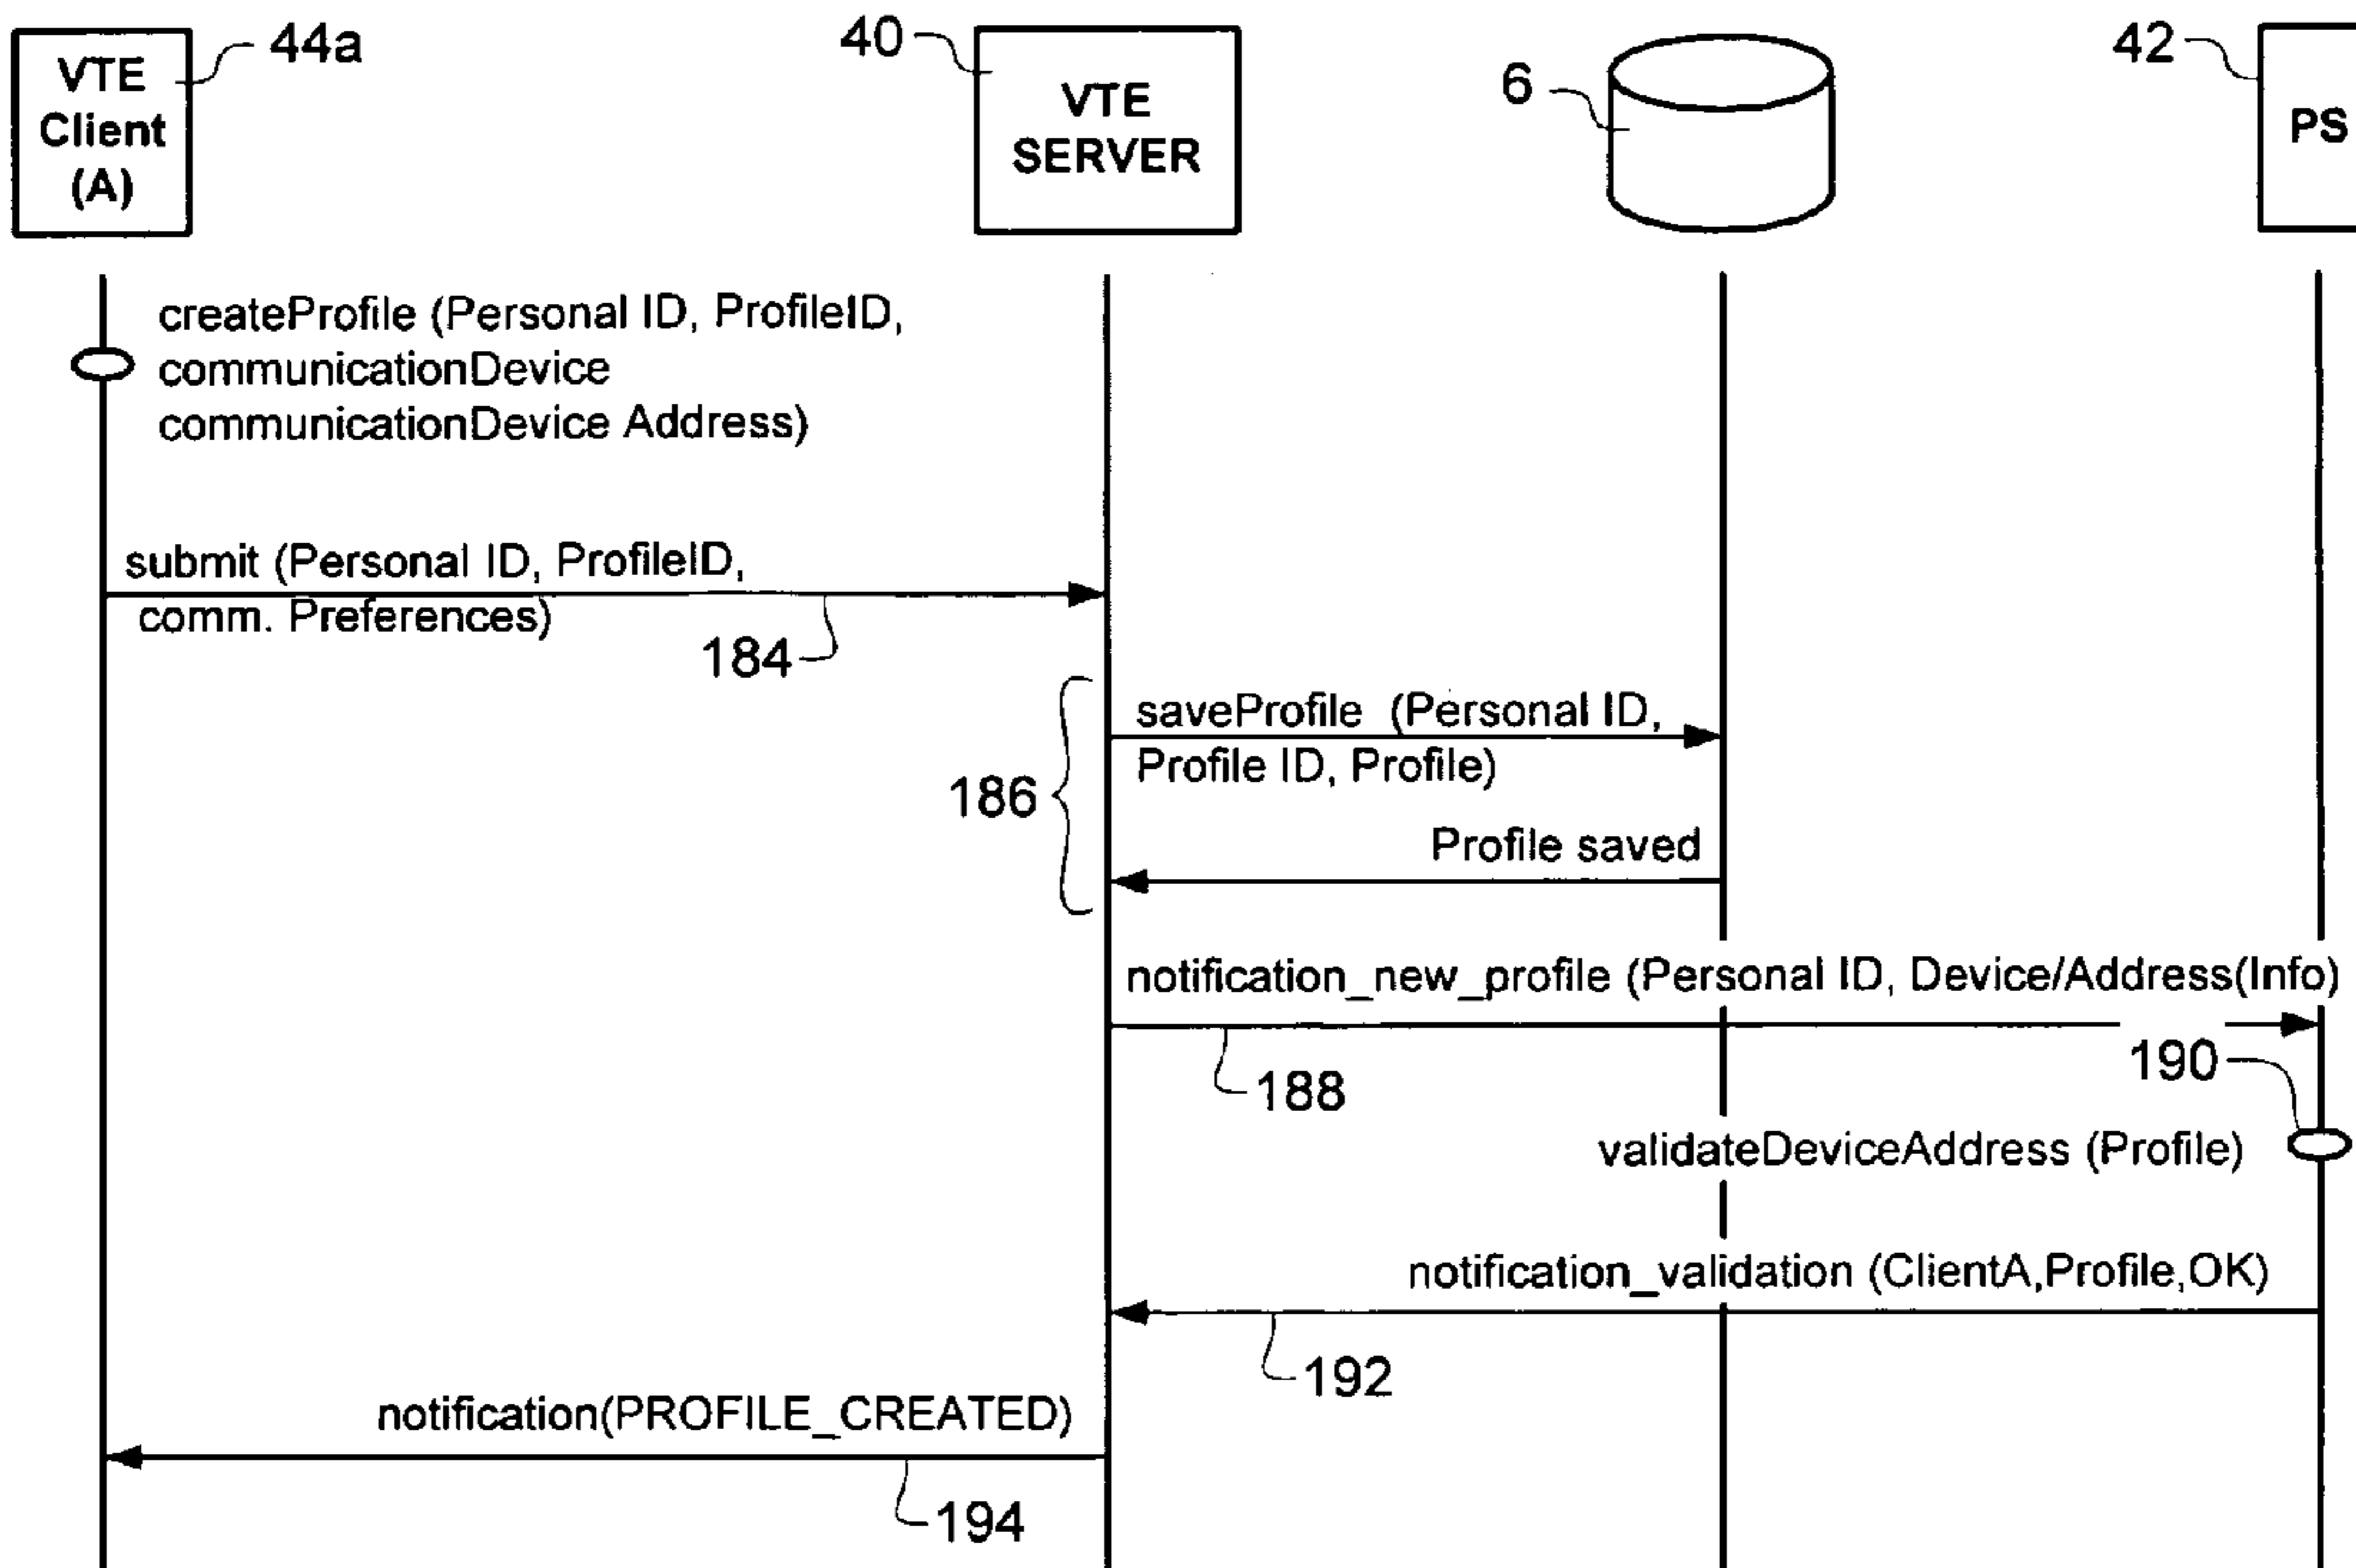 VTE
Client
(A)
44a
40
VTE
SERVER
6
42
PS
createProfile (Personal ID, ProfileID,
communicationDevice
communicationDevice Address)
submit (Personal ID, ProfileID,
comm. Preferences)
184
186
saveProfile (Personal ID,
Profile ID, Profile)
Profile saved
notification_new_profile (Personal ID, Device/Address(Info)
188
190
validateDeviceAddress (Profile)
notification_validation (ClientA,Profile,OK)
192
notification(PROFILE_CREATED)
194